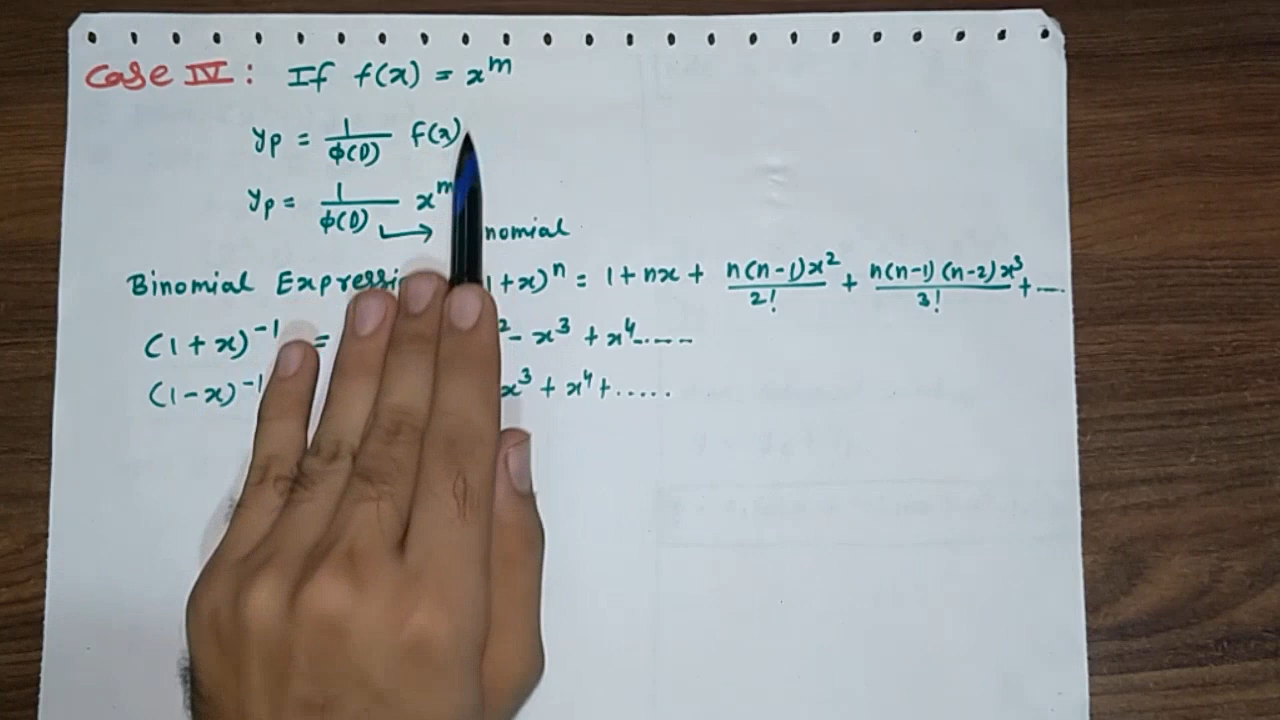 Case IV : If f(x) = x^m
yp = 1/ϕ(D) f(x)
yp = 1/ϕ(D) x^m
nomial
Binomial Expressi 1+x)^n = 1 + nx + n(n-1)x^2/2! + n(n-1)(n-2)x^3/3! + ....
(1 + x)^-1 = 2 - x^3 + x^4 .....
(1 - x)^-1 x^3 + x^4 + ......